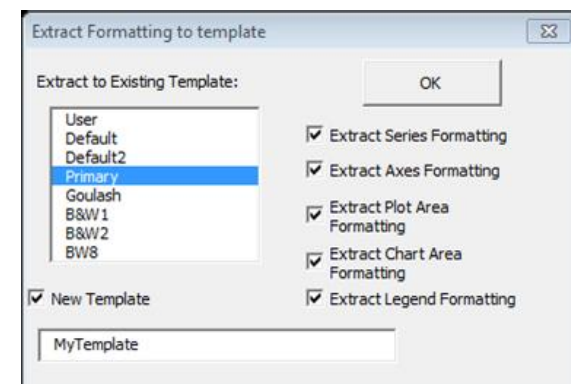 Extract Formatting to template
Extract to Existing Template:
User
Default
Default2
Primary
Goulash
B&W1
B&W2
BW8
New Template
MyTemplate
OK
Extract Series Formatting
Extract Axes Formatting
Extract Plot Area
Formatting
Extract Chart Area
Formatting
Extract Legend Formatting